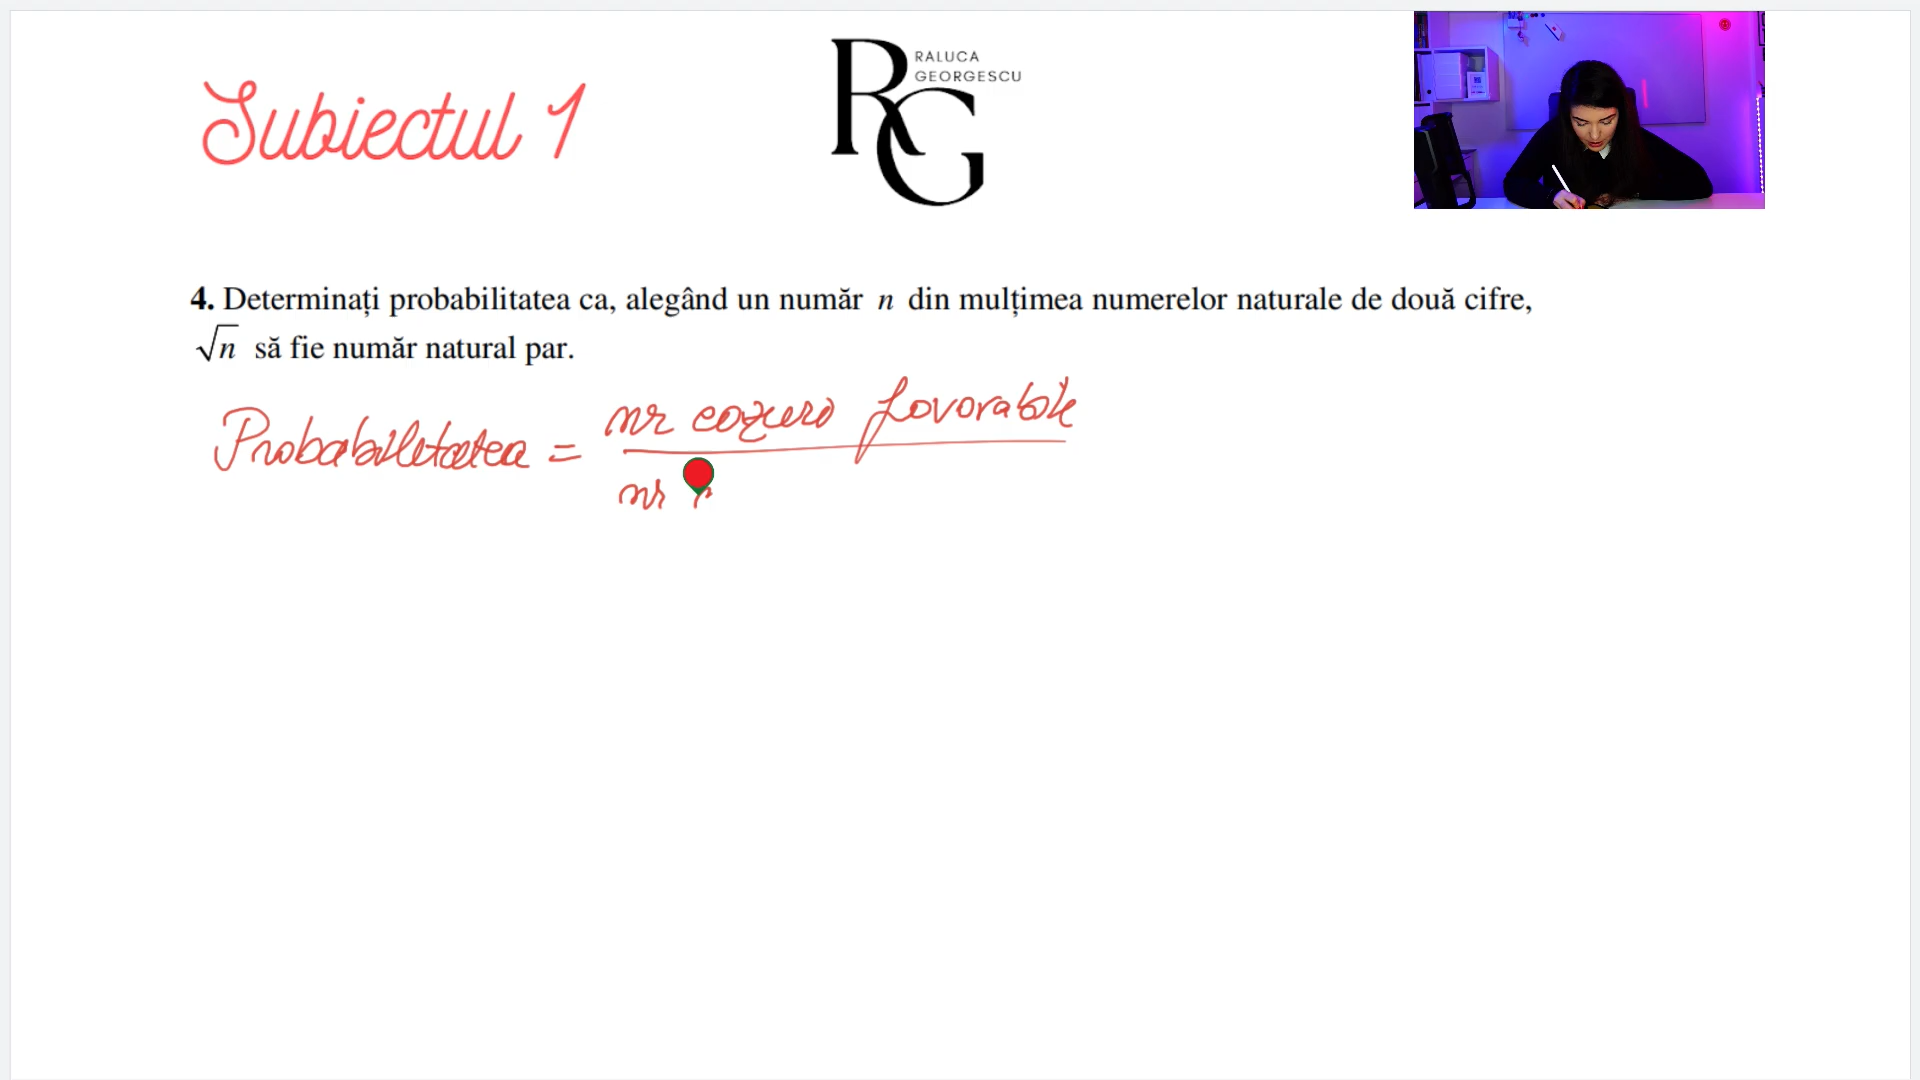 Subiectul 1
RALUCA
GEORGESCU
RG
4. Determinați probabilitatea ca, alegând un număr n din mulțimea numerelor naturale de două cifre,
√n să fie număr natural par.
Probabilitatea = nr cazuri favorabile
nr